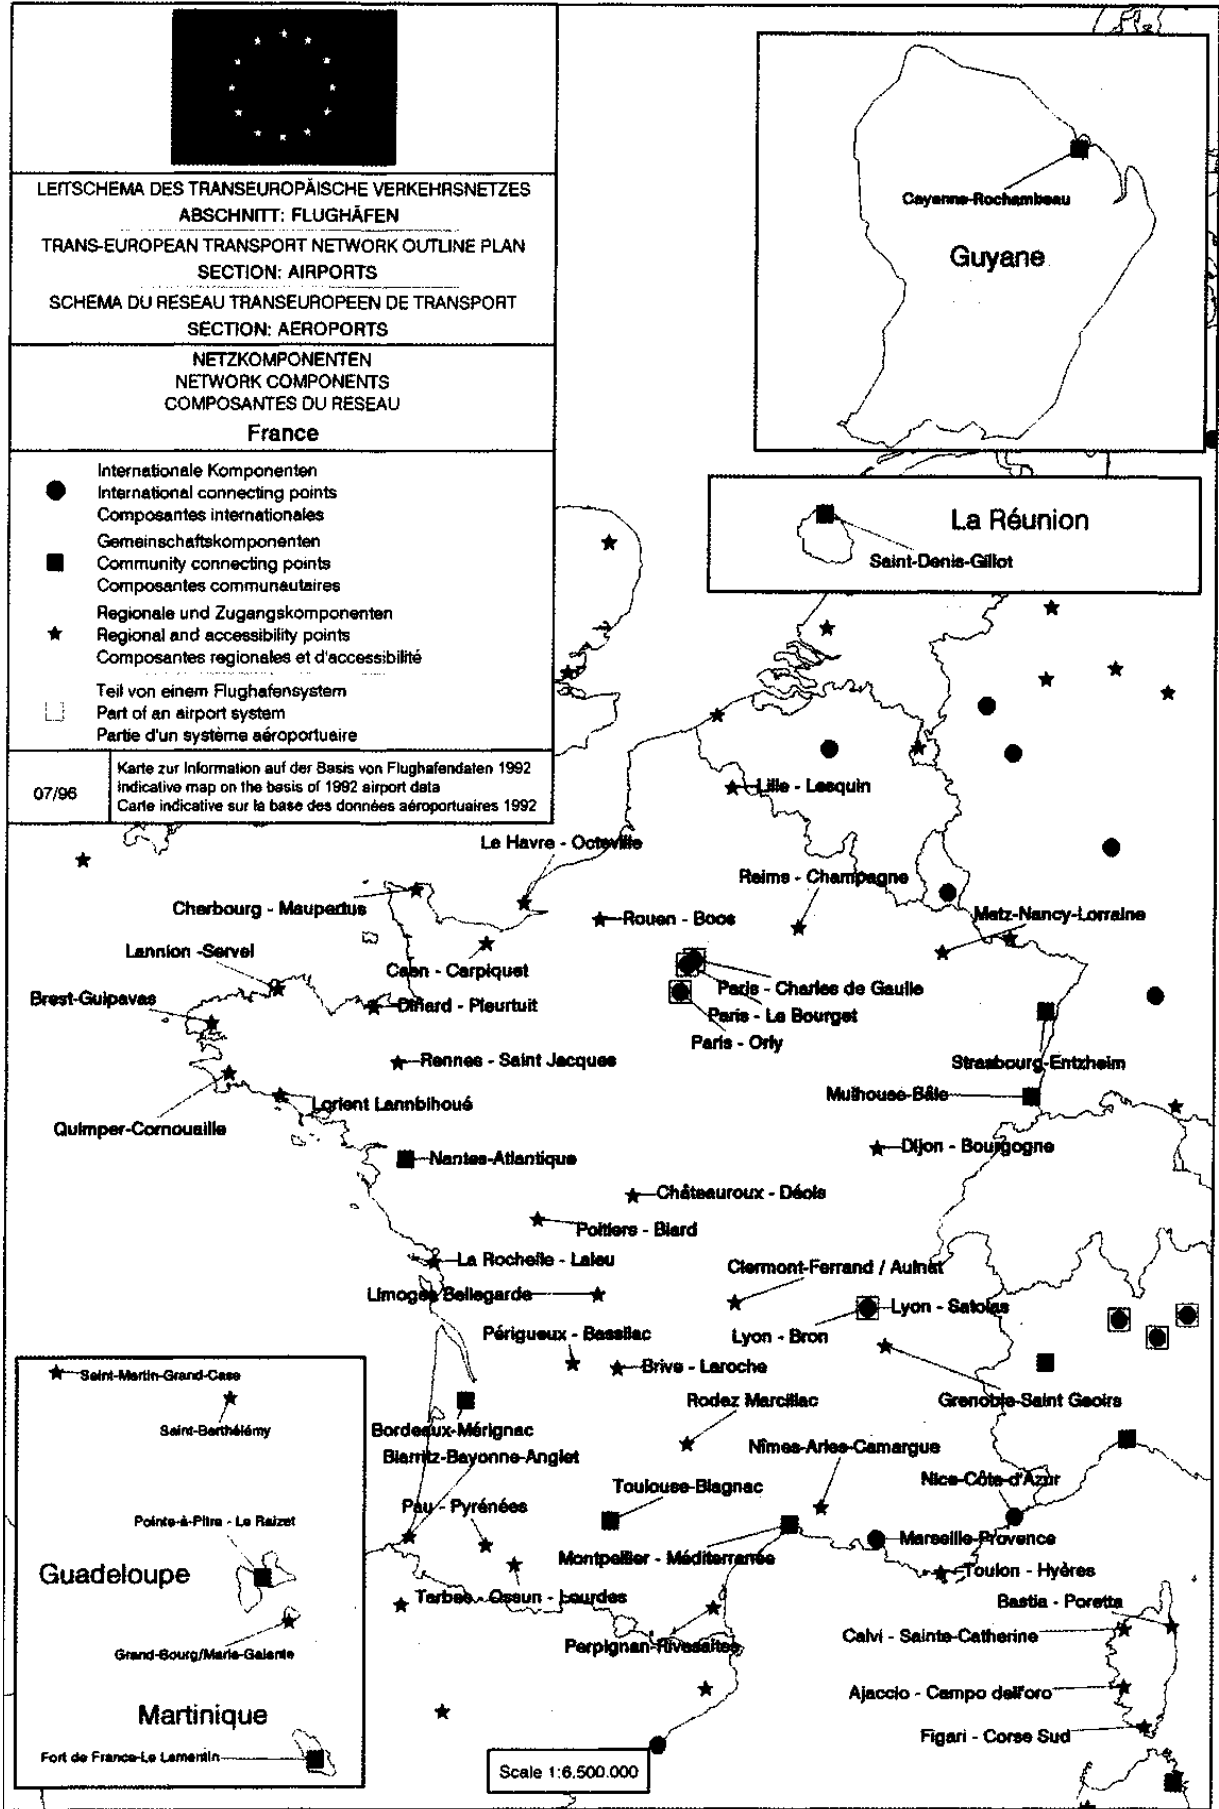 LEITSCHEMA DES TRANSEUROPÄISCHE VERKEHRSNETZES
ABSCHNITT: FLUGHÄFEN
TRANS-EUROPEAN TRANSPORT NETWORK OUTLINE PLAN
SECTION: AIRPORTS
SCHEMA DU RESEAU TRANSEUROPEEN DE TRANSPORT
SECTION: AEROPORTS
NETZKOMPONENTEN
NETWORK COMPONENTS
COMPOSANTES DU RESEAU
France
Internationale Komponenten
International connecting points
Composantes internationales
Gemeinschaftskomponenten
Community connecting points
Composantes communautaires
Regionale und Zugangskomponenten
Regional and accessibility points
Composantes regionales et d'accessibilité
Teil von einem Flughafensystem
Part of an airport system
Partie d'un système aéroportuaire
07/96
Karte zur Information auf der Basis von Flughafendaten 1992
Indicative map on the basis of 1992 airport data
Carte indicative sur la base des données aéroportuaires 1992
Cayenne-Rochambeau
Guyane
La Réunion
Saint-Denis-Gillot
Lille - Lesquin
Le Havre - Octeville
Reims - Champagne
Cherbourg - Maupertus
Rouen - Boos
Metz-Nancy-Lorraine
Lannion -Servel
Caen - Carpiquet
Brest-Guipavas
Dinard - Pleurtuit
Paris - Charles de Gaulle
Paris - Le Bourget
Paris - Orly
Rennes - Saint Jacques
Strasbourg-Entzheim
Mulhouse-Bâle
Lorient Lannbihoué
Quimper-Cornouaille
Dijon - Bourgogne
Nantes-Atlantique
Châteauroux - Déols
Poitiers - Biard
La Rochelle - Laleu
Clermont-Ferrand / Aulnat
Limoges Bellegarde
Lyon - Satolas
Lyon - Bron
Périgueux - Bassilac
Brive - Laroche
Rodez Marcillac
Grenoble-Saint Geoirs
Bordeaux-Mérignac
Biarritz-Bayonne-Anglet
Nîmes-Arles-Camargue
Toulouse-Blagnac
Nice-Côte-d'Azur
Pau - Pyrénées
Marseille-Provence
Montpellier - Méditerranée
Toulon - Hyères
Tarbes - Ossun - Lourdes
Bastia - Poretta
Perpignan-Rivesaltes
Calvi - Sainte-Catherine
Ajaccio - Campo dell'oro
Figari - Corse Sud
Saint-Martin-Grand-Case
Saint-Barthélémy
Pointe-à-Pitre - Le Raizet
Guadeloupe
Grand-Bourg/Marie-Galante
Martinique
Fort de France-Le Lamentin
Scale 1:6.500.000